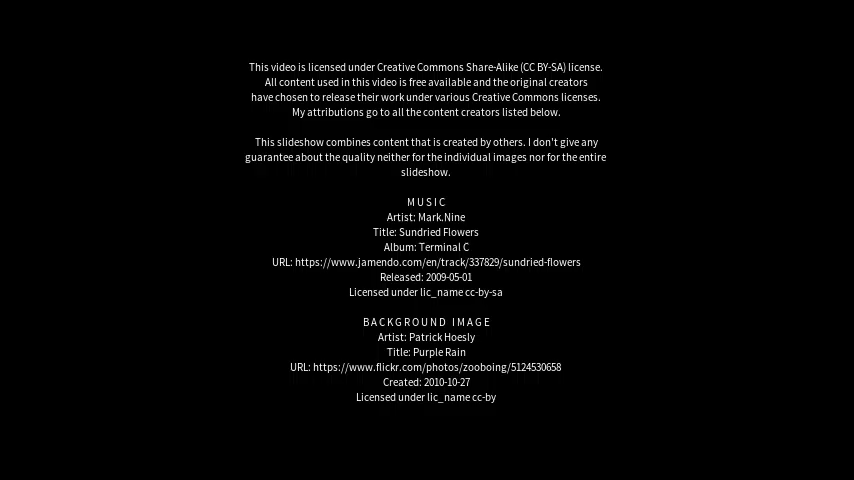 This video is licensed under Creative Commons Share-Alike (CC BY-SA) license.
All content used in this video is free available and the original creators
have chosen to release their work under various Creative Commons licenses.
My attributions go to all the content creators listed below.
This slideshow combines content that is created by others. I don't give any
guarantee about the quality neither for the individual images nor for the entire
slideshow.
MUSIC
Artist: Mark.Nine
Title: Sundried Flowers
Album: Terminal C
URL: https://www.jamendo.com/en/track/337829/sundried-flowers
Released: 2009-05-01
Licensed under lic_name cc-by-sa
BACKGROUND IMAGE
Artist: Patrick Hoesly
Title: Purple Rain
URL: https://www.flickr.com/photos/zooboing/5124530658
Created: 2010-10-27
Licensed under lic_name cc-by